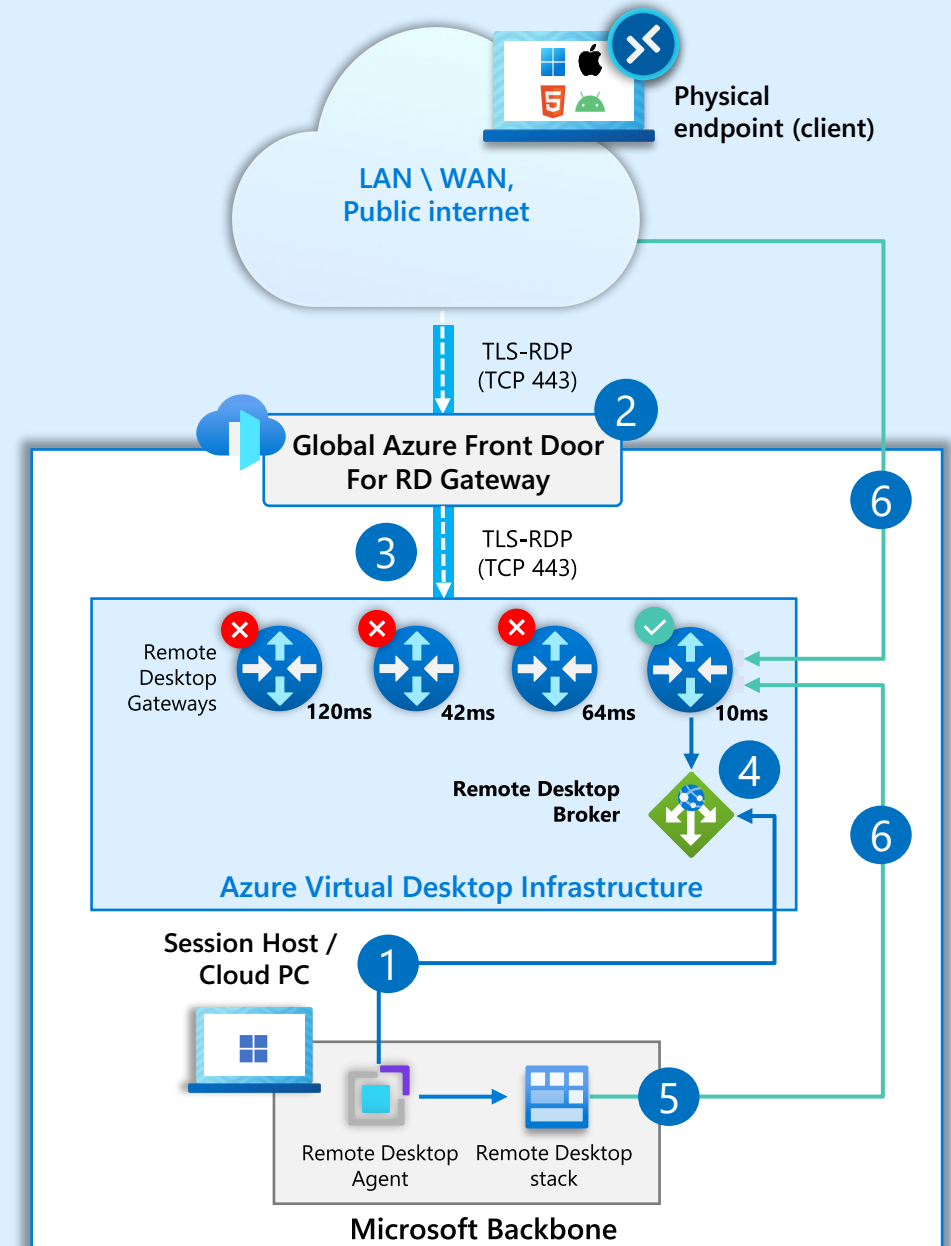 Physical
endpoint (client)
LAN \ WAN,
Public internet
TLS-RDP
(TCP 443)
2
Global Azure Front Door
For RD Gateway
6
3
TLS-RDP
(TCP 443)
Remote
Desktop
Gateways
120ms
42ms
64ms
10ms
4
Remote Desktop
Broker
6
Azure Virtual Desktop Infrastructure
Session Host /
Cloud PC
1
5
Remote Desktop
Agent
Remote Desktop
stack
Microsoft Backbone